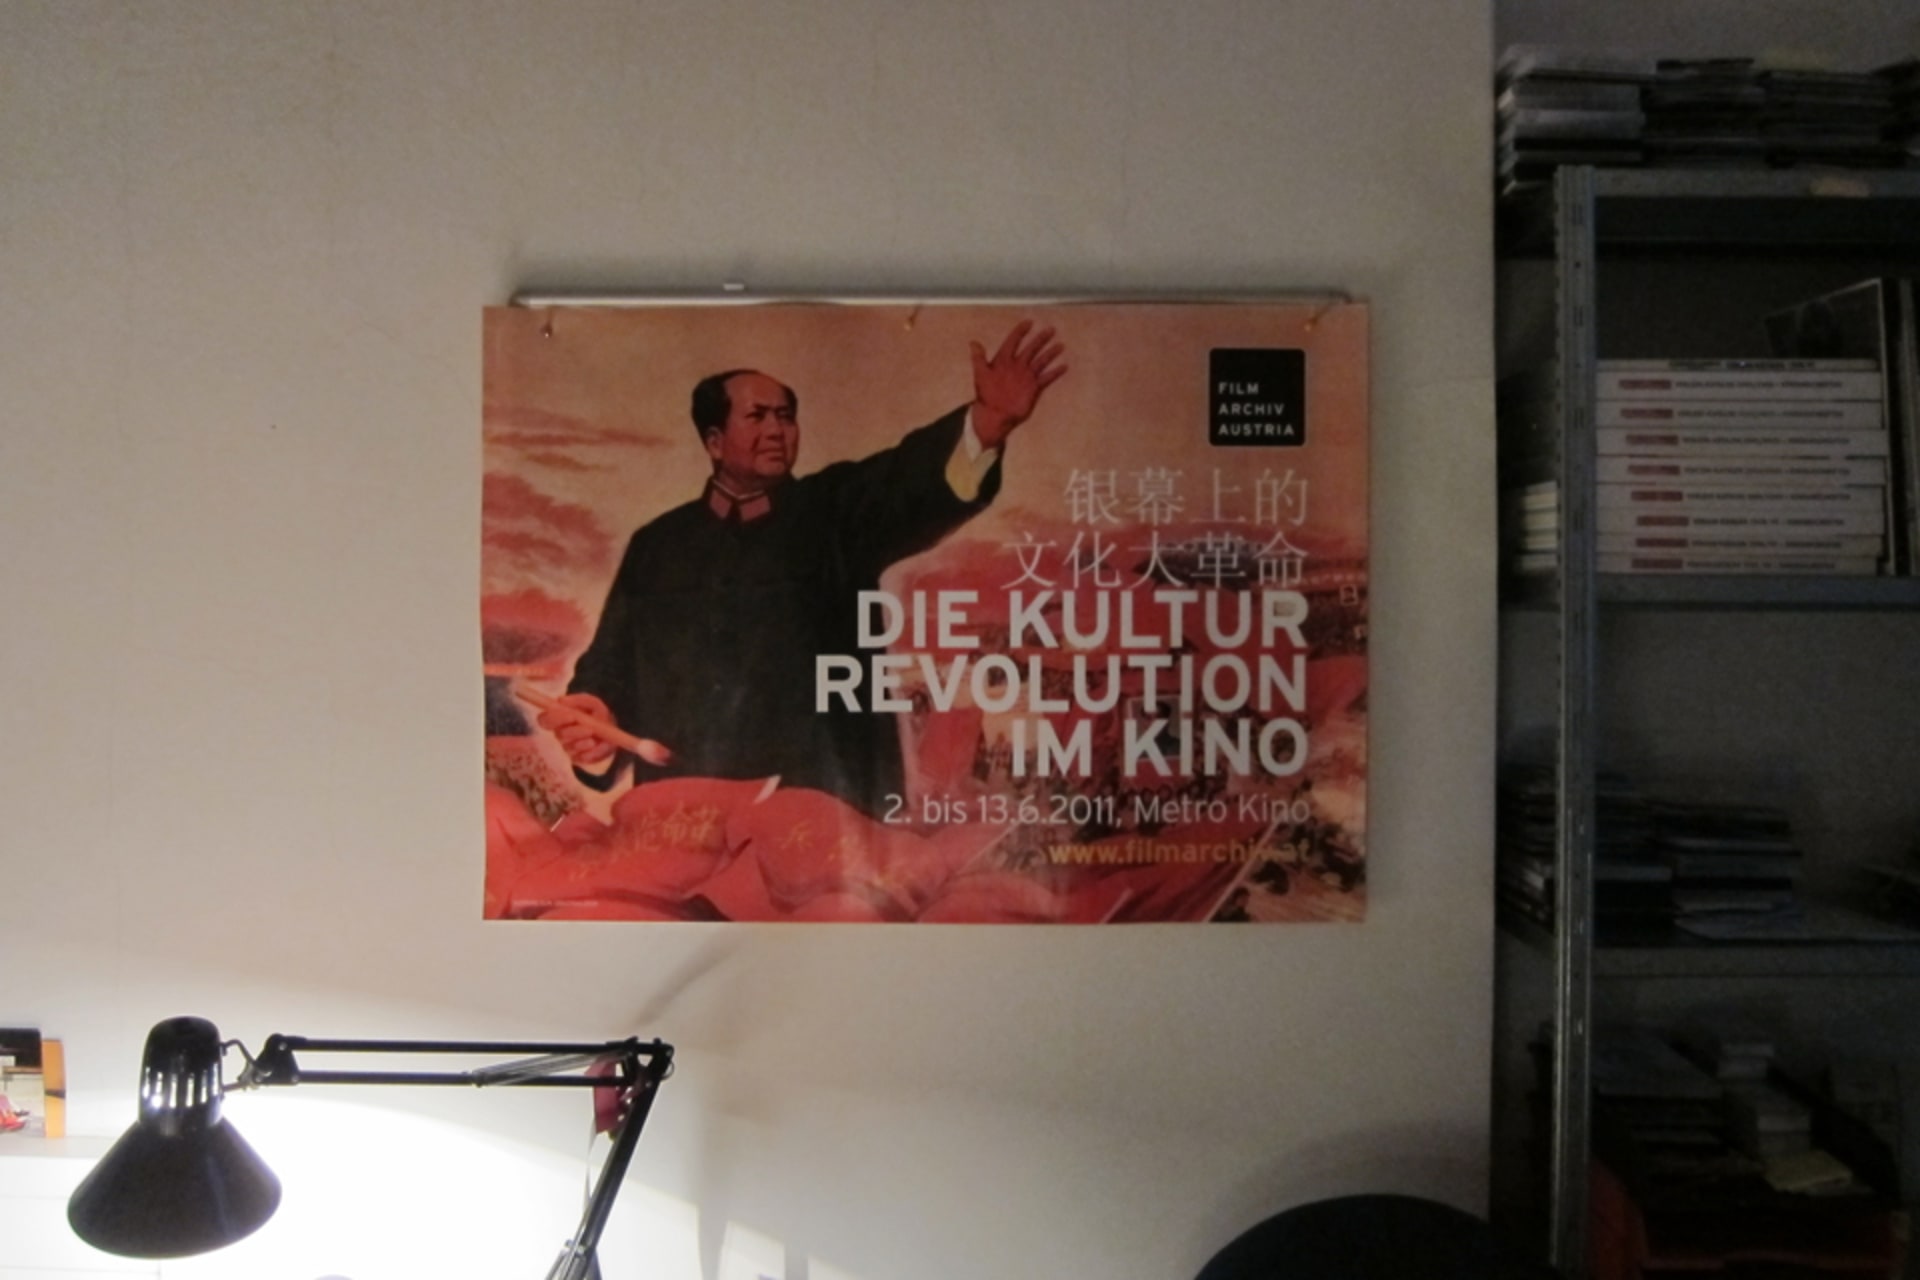 FILM
ARCHIV
AUSTRIA
银幕上的
文化大革命
DIE KULTUR
REVOLUTION
IM KINO
2. bis 13.6.2011, Metro Kino
www.filmarchiv.at